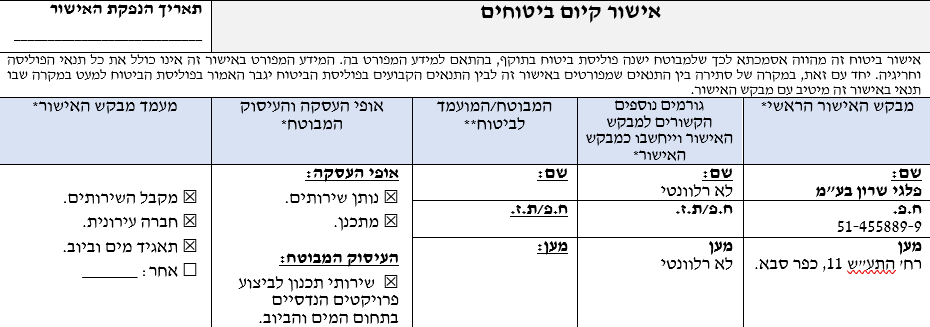 אישור קיום ביטוחים
תאריך הנפקת האישור
אישור ביטוח זה מהווה אסמכתא לכך שלמבוטח ישנה פוליסת ביטוח בתוקף, בהתאם למידע המפורט בה. המידע המפורט באישור זה אינו כולל את כל תנאי הפוליסה
וחריגיה. יחד עם זאת, במקרה של סתירה בין התנאים שמפורטים באישור זה לבין התנאים הקבועים בפוליסת הביטוח יגבר האמור בפוליסת הביטוח למעט במקרה שבו
תנאי באישור זה מיטיב עם מבקש האישור.
מבקש האישור הראשי*
גורמים נוספים
הקשורים למבקש
האישור וייחשבו כמבקש
האישור*
המבוטח/המועמד
לביטוח**
אופי העסקה והעיסוק
המבוטח*
מעמד מבקש האישור*
שם:
פלגי שרון בע״מ
ח.פ.
51-455889-9
מען
רח׳ התע״ש 11, כפר סבא.
שם:
לא רלוונטי
ח.פ/ת.ז.
מען
לא רלוונטי
שם:
ח.פ/ת.ז.
מען:
אופי העסקה:
☒ נותן שירותים.
☒ מתכנן.
העיסוק המבוטח:
☒ שירותי תכנון לביצוע
פרויקטים הנדסיים
בתחום המים והביוב.
☒ מקבל השירותים.
☒ חברה עירונית.
☒ תאגיד מים וביוב.
☐ אחר: ______